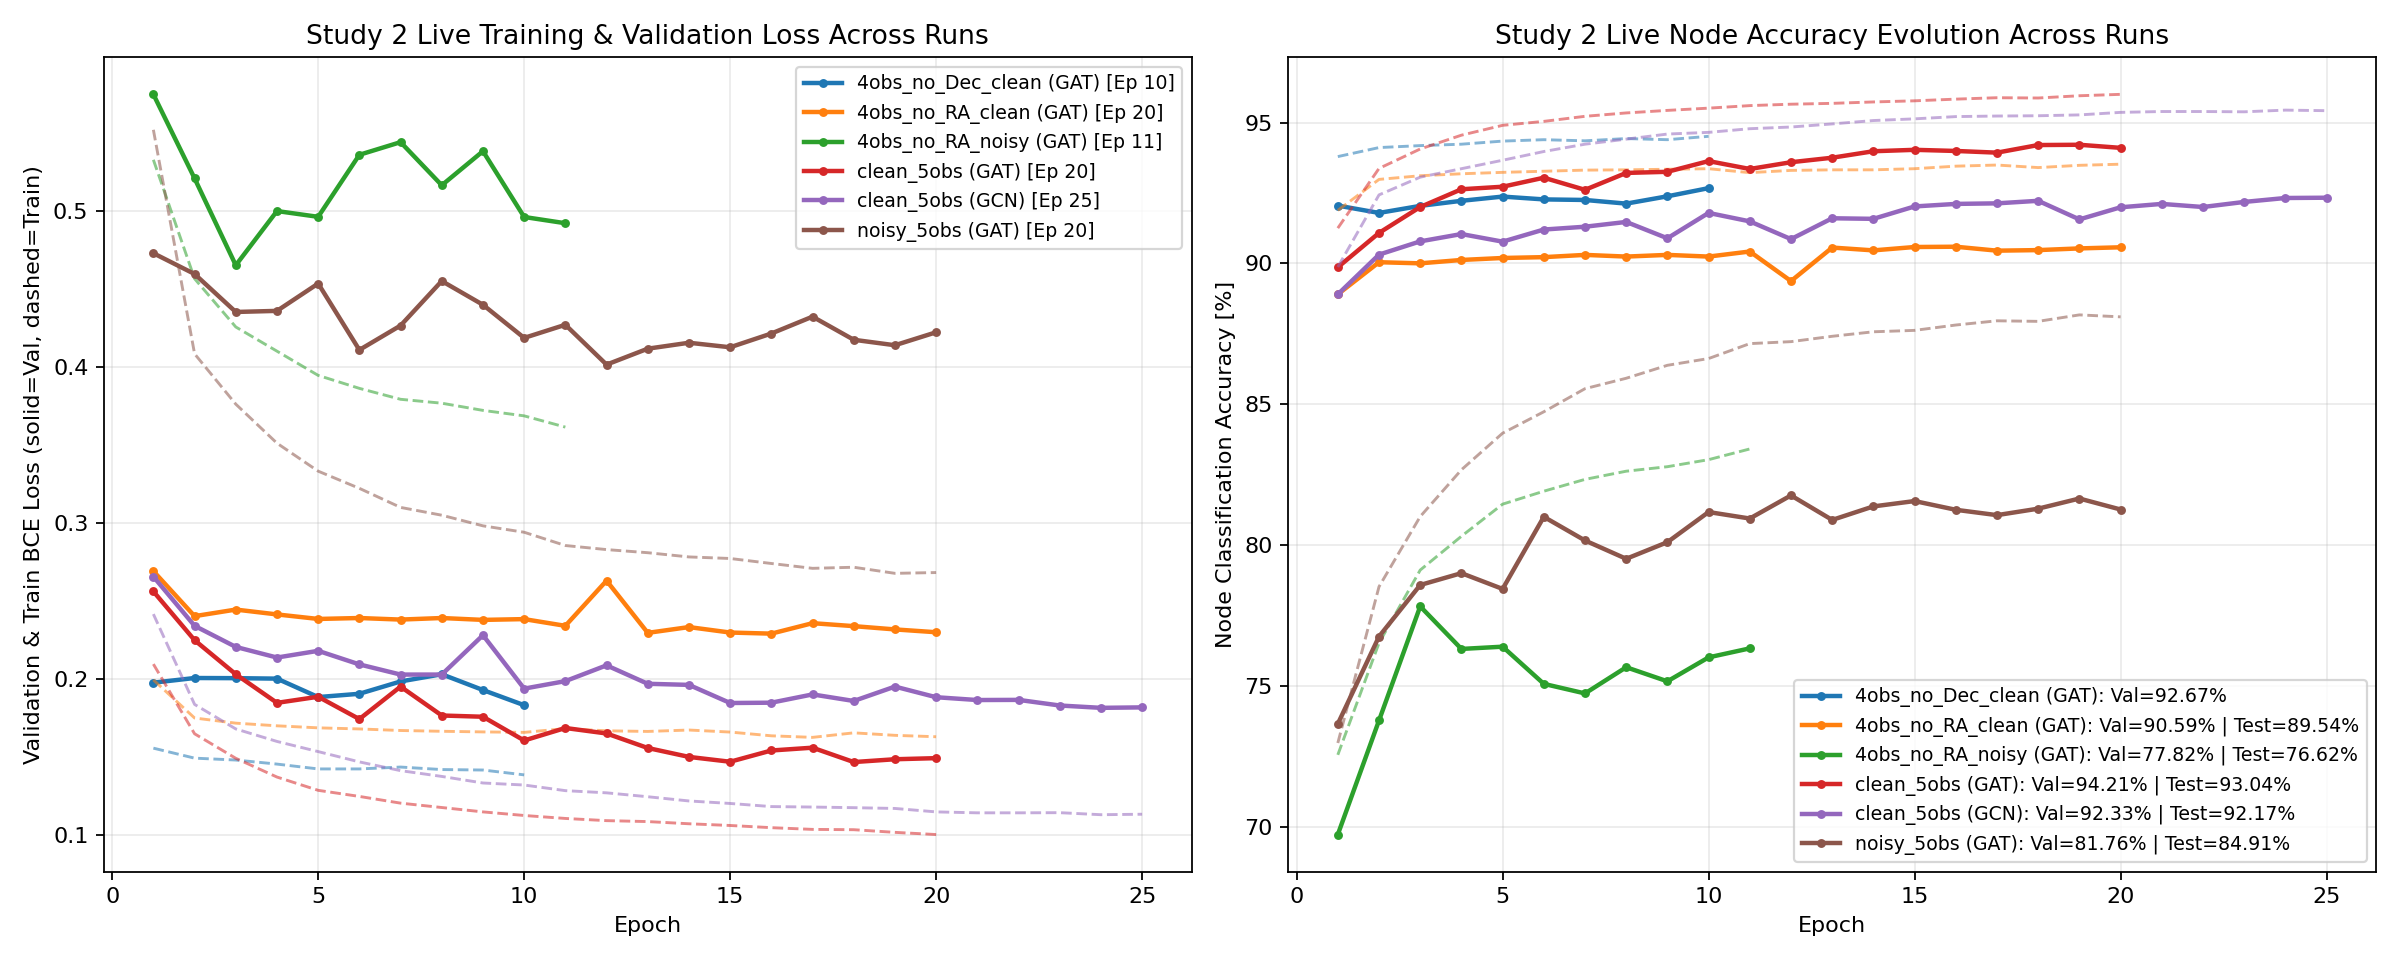 Study 2 Live Training & Validation Loss Across Runs
Validation & Train BCE Loss (solid=Val, dashed=Train)
0.5
0.4
0.3
0.2
0.1
0
5
10
15
20
25
Epoch
4obs_no_Dec_clean (GAT) [Ep 10]
4obs_no_RA_clean (GAT) [Ep 20]
4obs_no_RA_noisy (GAT) [Ep 11]
clean_5obs (GAT) [Ep 20]
clean_5obs (GCN) [Ep 25]
noisy_5obs (GAT) [Ep 20]
Study 2 Live Node Accuracy Evolution Across Runs
Node Classification Accuracy [%]
95
90
85
80
75
70
0
5
10
15
20
25
Epoch
4obs_no_Dec_clean (GAT): Val=92.67%
4obs_no_RA_clean (GAT): Val=90.59% | Test=89.54%
4obs_no_RA_noisy (GAT): Val=77.82% | Test=76.62%
clean_5obs (GAT): Val=94.21% | Test=93.04%
clean_5obs (GCN): Val=92.33% | Test=92.17%
noisy_5obs (GAT): Val=81.76% | Test=84.91%